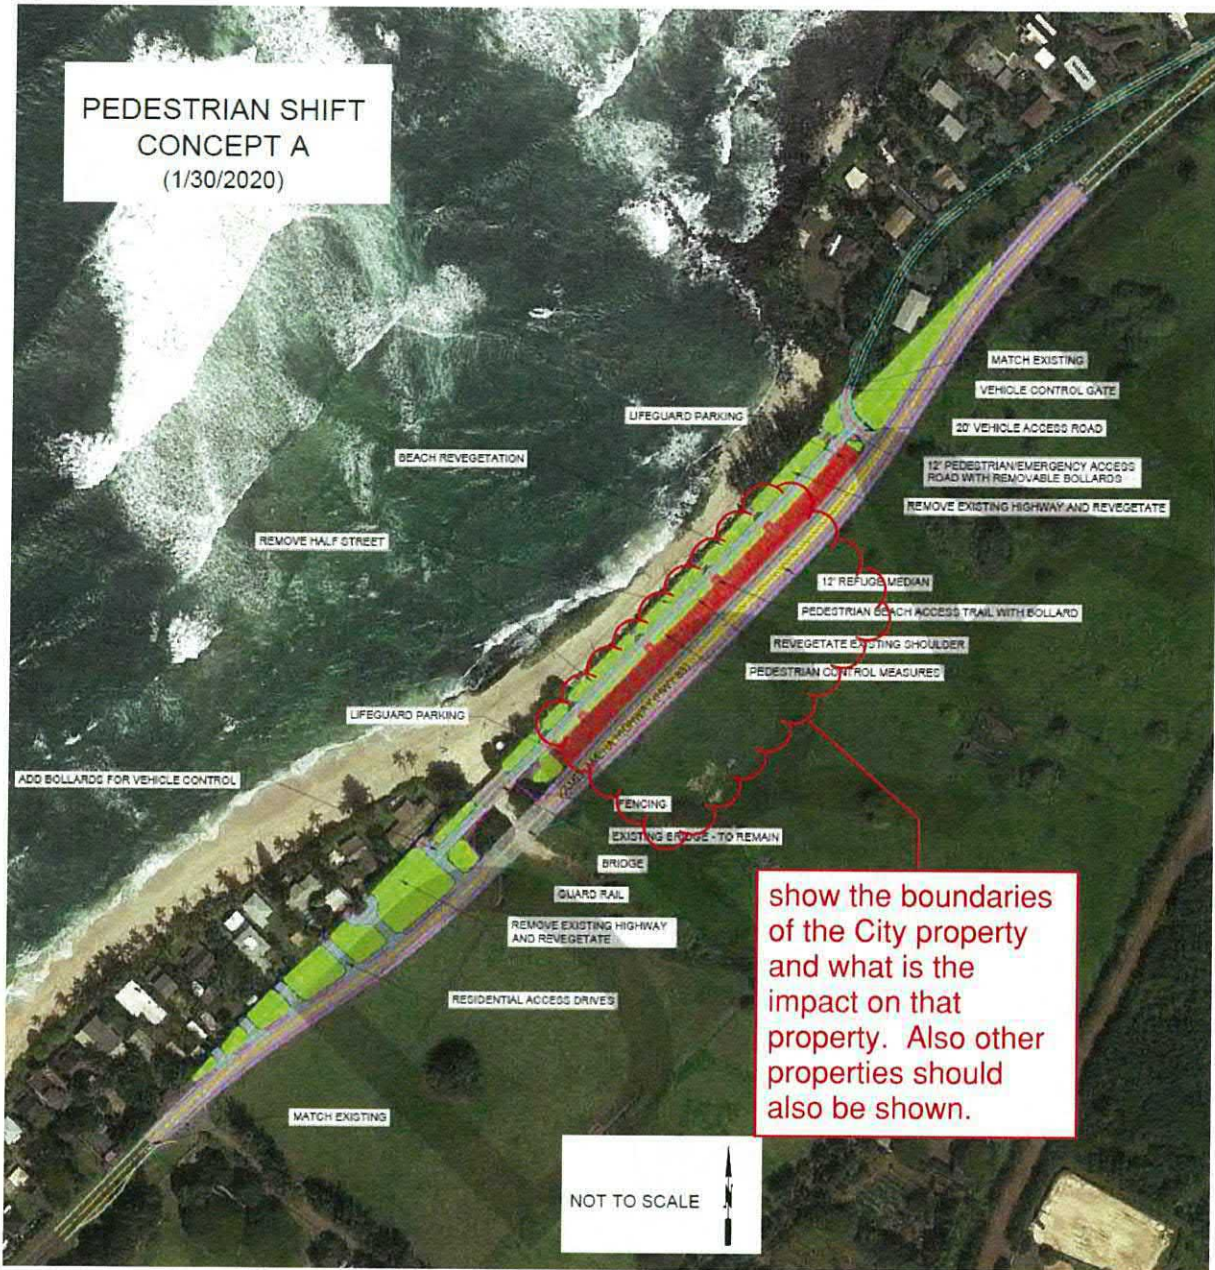 PEDESTRIAN SHIFT
CONCEPT A
(1/30/2020)
MATCH EXISTING
VEHICLE CONTROL GATE
LIFEGUARD PARKING
20' VEHICLE ACCESS ROAD
BEACH REVEGETATION
12' PEDESTRIAN/EMERGENCY ACCESS
ROAD WITH REMOVABLE BOLLARDS
REMOVE EXISTING HIGHWAY AND REVEGETATE
REMOVE HALF STREET
12' REFUGE MEDIAN
PEDESTRIAN BEACH ACCESS TRAIL WITH BOLLARD
REVEGETATE EXISTING SHOULDER
PEDESTRIAN CONTROL MEASURES
LIFEGUARD PARKING
ADD BOLLARDS FOR VEHICLE CONTROL
FENCING
EXISTING BRIDGE - TO REMAIN
BRIDGE
GUARD RAIL
REMOVE EXISTING HIGHWAY
AND REVEGETATE
RESIDENTIAL ACCESS DRIVES
MATCH EXISTING
show the boundaries
of the City property
and what is the
impact on that
property. Also other
properties should
also be shown.
NOT TO SCALE
N